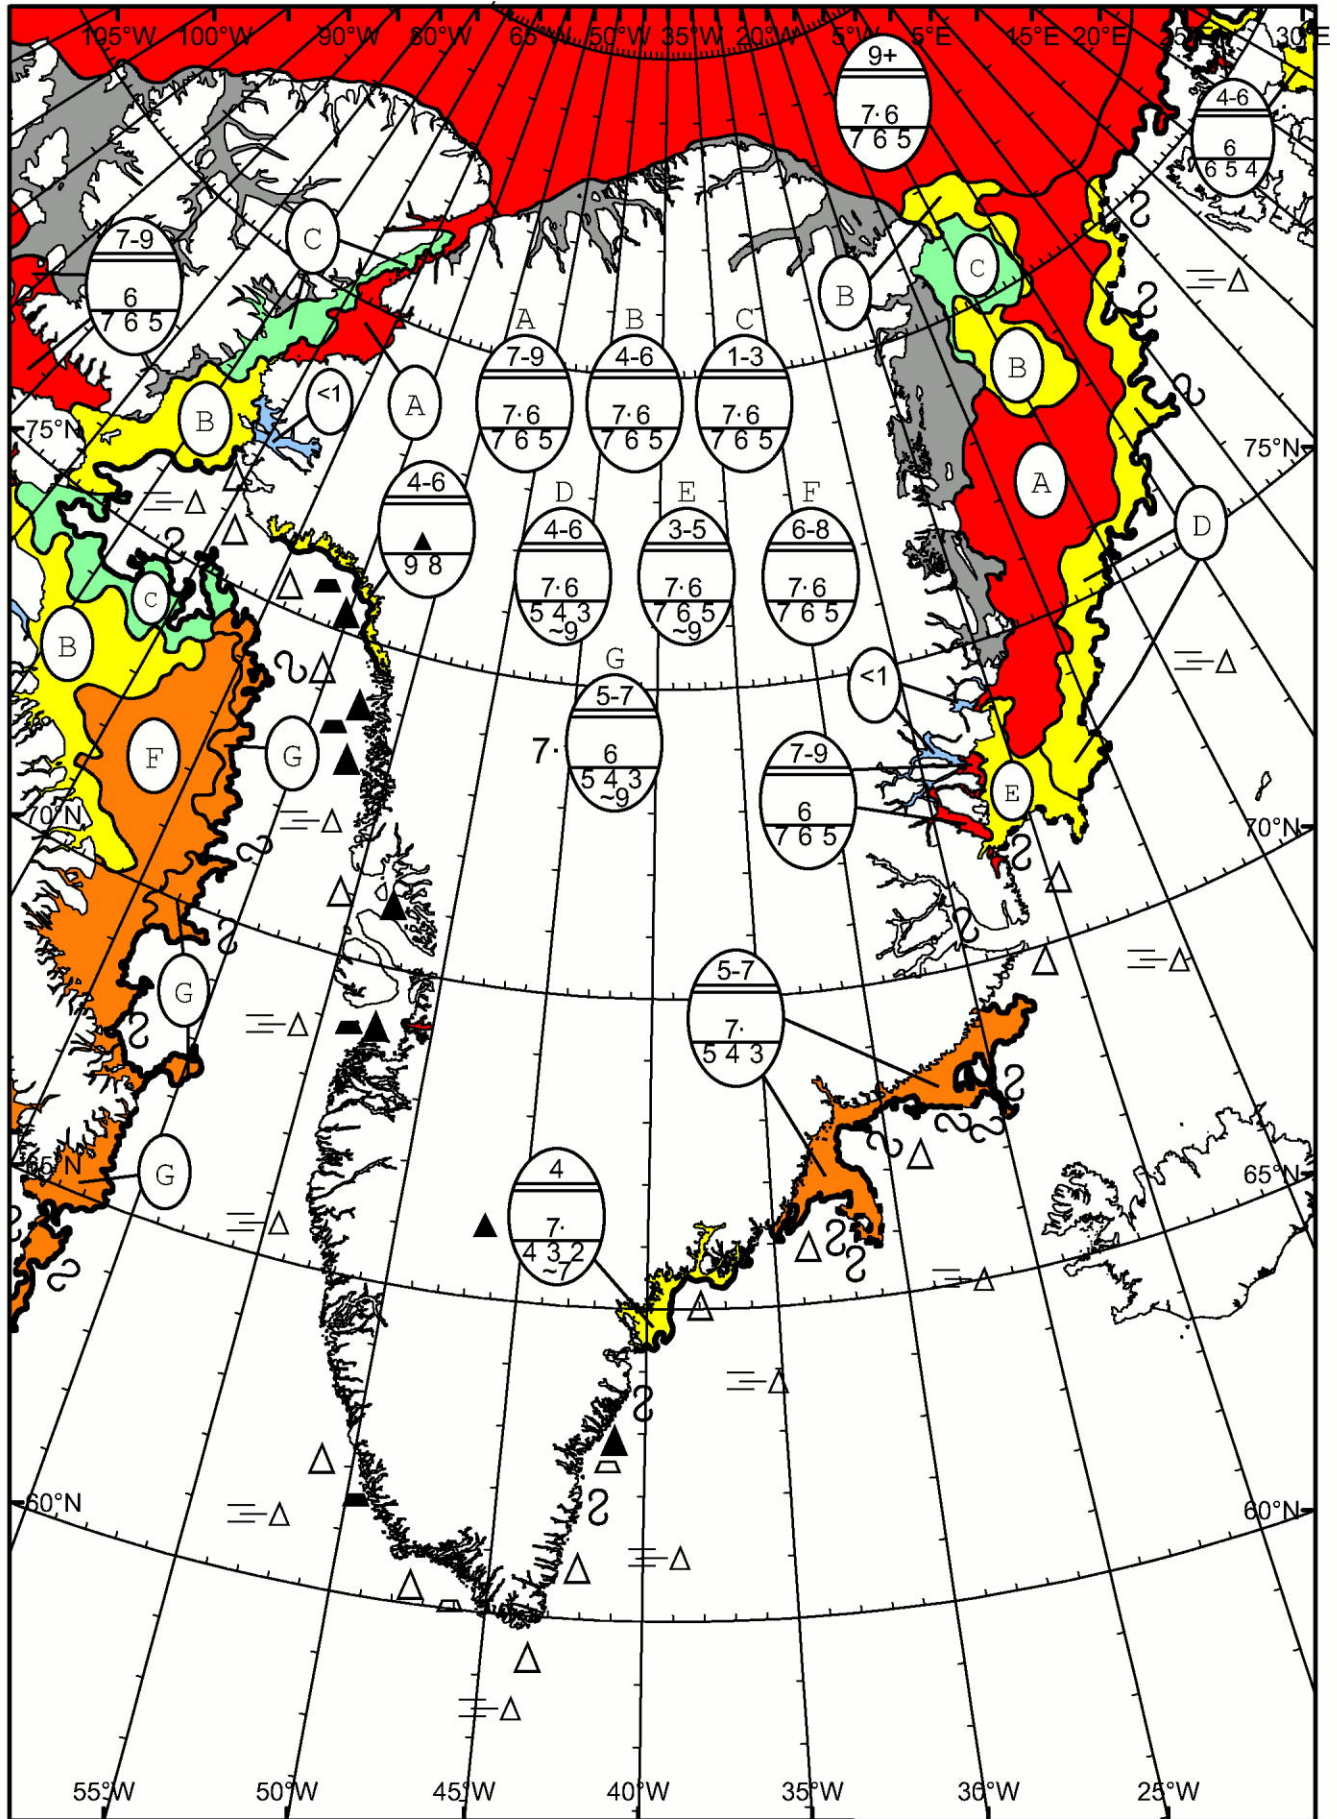 105°W 100°W 90°W 80°W 65°W 50°W 35°W 20°W 5°W 5°E 15°E 20°E 25°E 30°E
9+
7·6
7 6 5
4-6
6
6 5 4
7-9
6
7 6 5
C
C
B
A B C
7-9 4-6 1-3
7·6 7·6 7·6
7 6 5 7 6 5 7 6 5
B
<1
A
B
75°N
75°N
A
4-6
9 8
D E F
4-6 3-5 6-8
7·6 7·6 7·6
5 4 3 7 6 5 7 6 5
~9 ~9
D
C
B
G
5-7
7·
6
5 4 3
~9
<1
F
G
7-9
6
7 6 5
E
70°N
70°N
G
5-7
7·
5 4 3
65°N
65°N
G
4
7·
4 3 2
~7
60°N
60°N
55°W 50°W 45°W 40°W 35°W 30°W 25°W